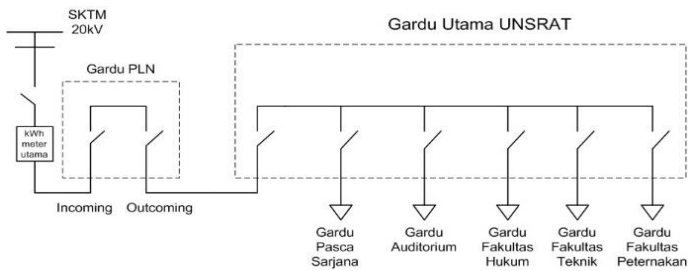 SKTM
20kV
Gardu Utama UNSRAT
Gardu PLN
kWh
meter
utama
Incoming
Outcoming
Gardu
Pasca
Sarjana
Gardu
Auditorium
Gardu
Fakultas
Hukum
Gardu
Fakultas
Teknik
Gardu
Fakultas
Peternakan